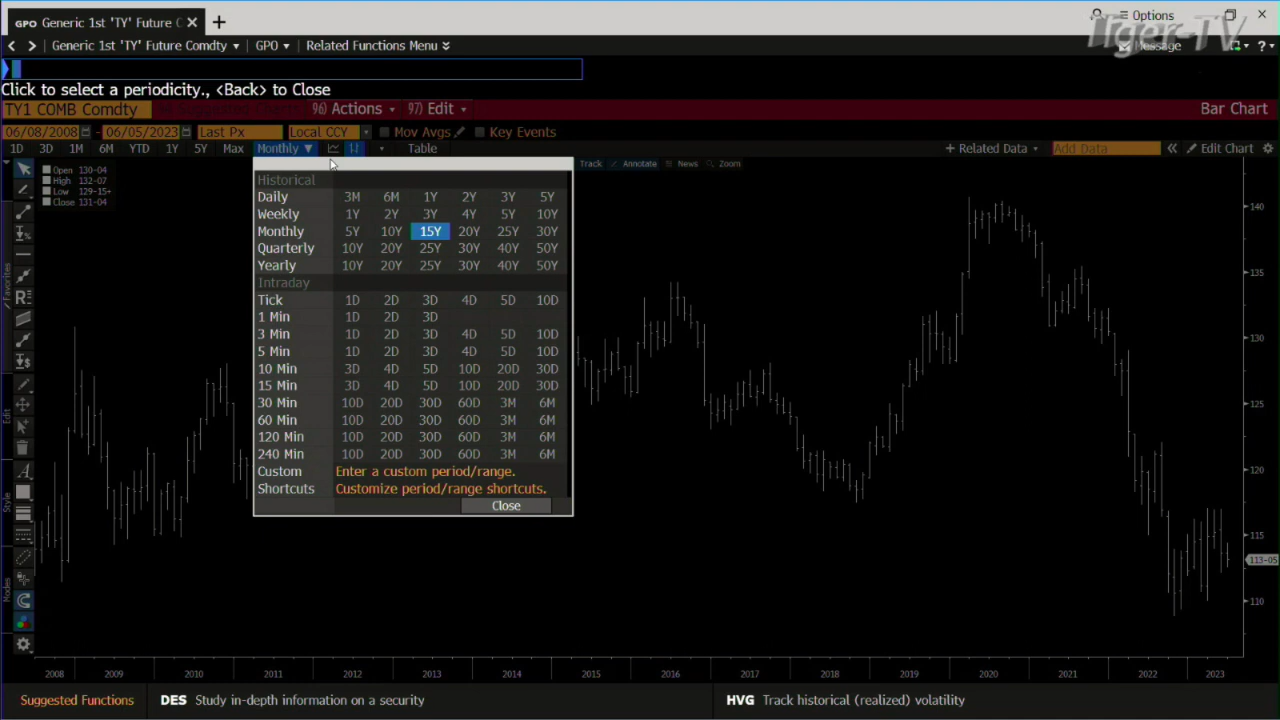 GPO Generic 1st 'TY' Future C ✕ +
Options
Tiger-TV
< > Generic 1st 'TY' Future Comdty ▾ GPO ▾ Related Functions Menu
Message
?
Click to select a periodicity., <Back> to Close
TY1 COMB Comdty 96) Actions 97) Edit Bar Chart
06/08/2008 - 06/05/2023 Last Px Local CCY Mov Avgs Key Events
1D 3D 1M 6M YTD 1Y 5Y Max Monthly ▼ Table + Related Data Add Data « Edit Chart
Track Annotate News Zoom
Open 130-04
High 132-07
Low 129-15+
Close 131-04
Historical
Daily 3M 6M 1Y 2Y 3Y 5Y
Weekly 1Y 2Y 3Y 4Y 5Y 10Y
Monthly 5Y 10Y 15Y 20Y 25Y 30Y
Quarterly 10Y 20Y 25Y 30Y 40Y 50Y
Yearly 10Y 20Y 25Y 30Y 40Y 50Y
Intraday
Tick 1D 2D 3D 4D 5D 10D
1 Min 1D 2D 3D
3 Min 1D 2D 3D 4D 5D 10D
5 Min 1D 2D 3D 4D 5D 10D
10 Min 3D 4D 5D 10D 20D 30D
15 Min 3D 4D 5D 10D 20D 30D
30 Min 10D 20D 30D 60D 3M 6M
60 Min 10D 20D 30D 60D 3M 6M
120 Min 10D 20D 30D 60D 3M 6M
240 Min 10D 20D 30D 60D 3M 6M
Custom Enter a custom period/range.
Shortcuts Customize period/range shortcuts.
Close
Favorites
Edit
Style
Modes
140
135
130
125
120
115
113-05
110
2008 2009 2010 2011 2012 2013 2014 2015 2016 2017 2018 2019 2020 2021 2022 2023
Suggested Functions DES Study in-depth information on a security HVG Track historical (realized) volatility